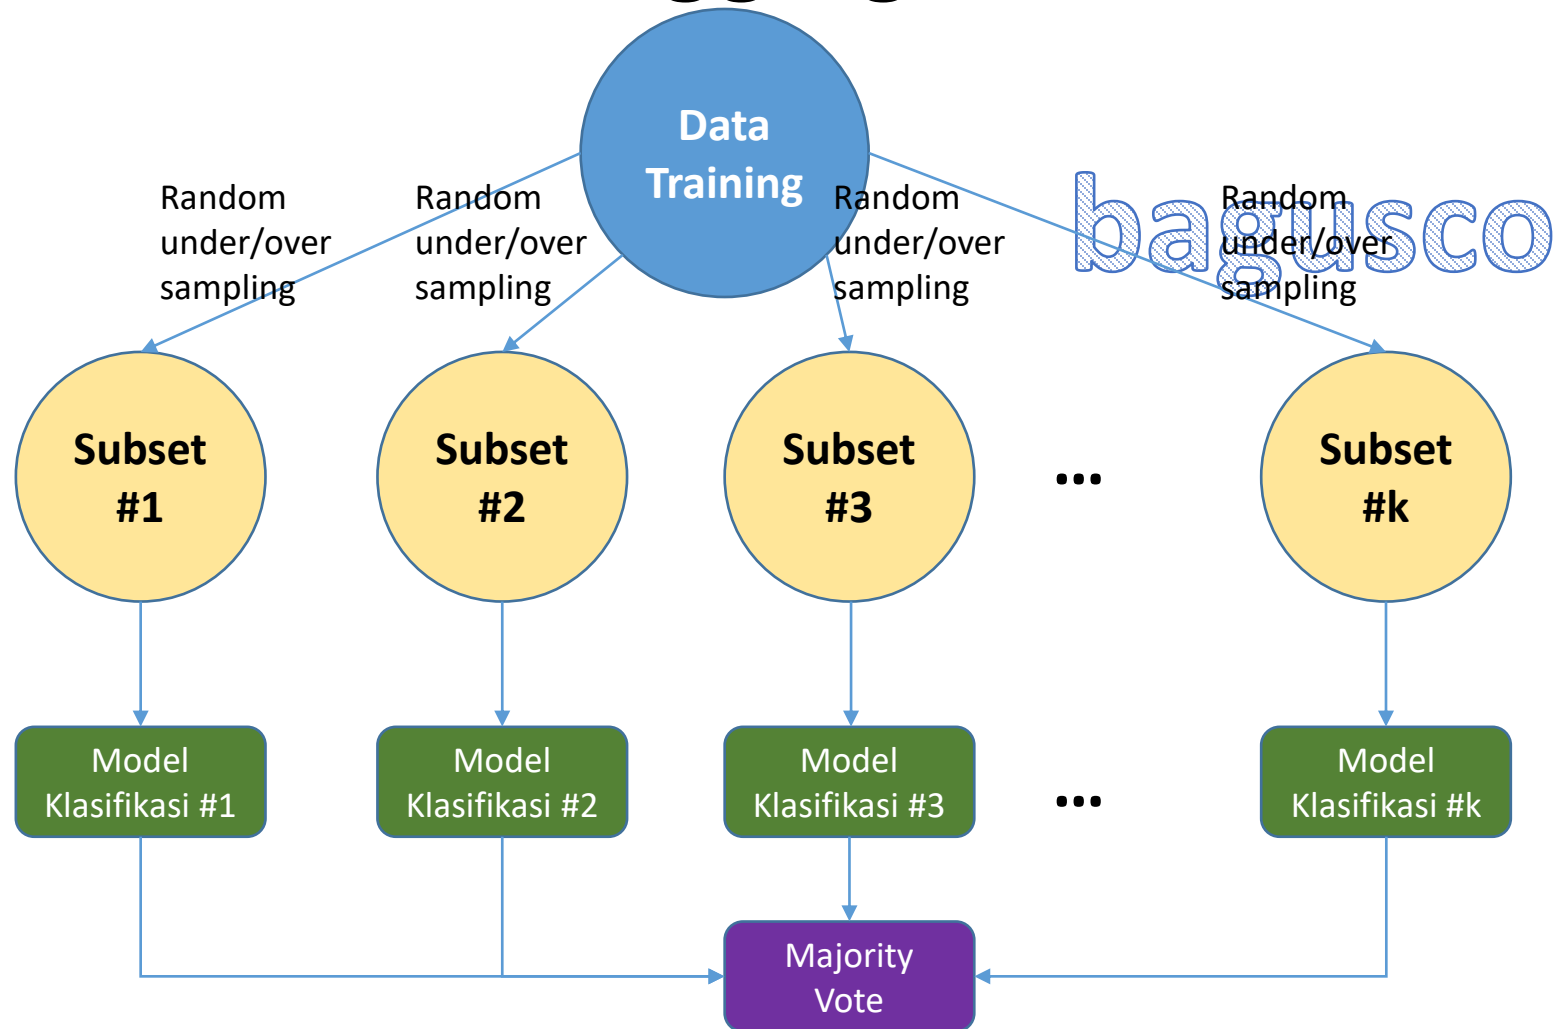 Data
Training
Random
under/over
sampling
Random
under/over
sampling
Random
under/over
sampling
Random
under/over
sampling
bagusco
Subset
#1
Subset
#2
Subset
#3
...
Subset
#k
Model
Klasifikasi #1
Model
Klasifikasi #2
Model
Klasifikasi #3
...
Model
Klasifikasi #k
Majority
Vote